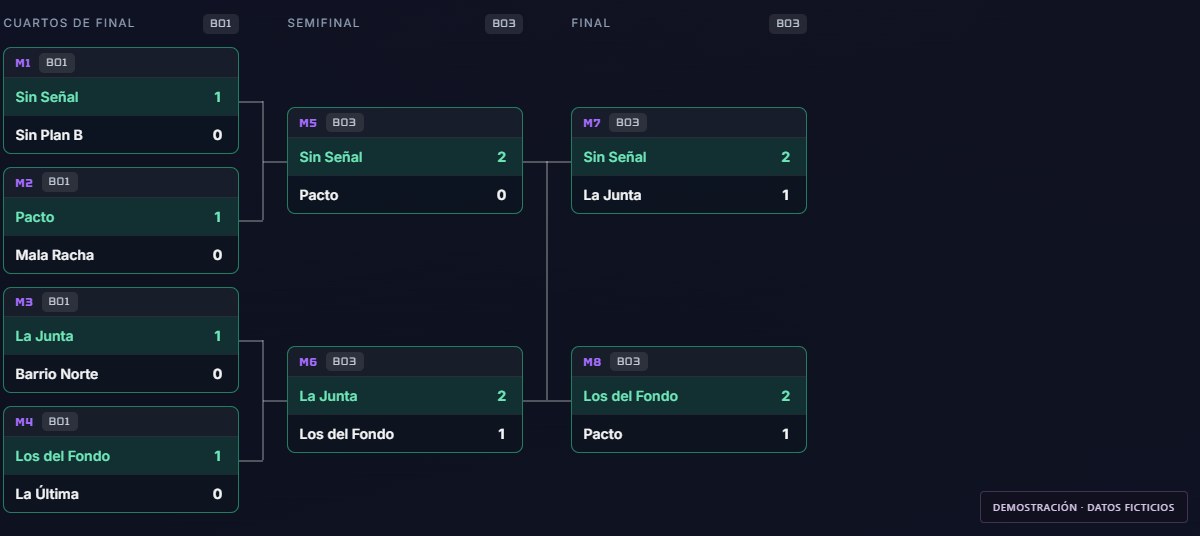 CUARTOS DE FINAL BO1
M1 BO1
Sin Señal 1
Sin Plan B 0
M2 BO1
Pacto 1
Mala Racha 0
M3 BO1
La Junta 1
Barrio Norte 0
M4 BO1
Los del Fondo 1
La Última 0
SEMIFINAL BO3
M5 BO3
Sin Señal 2
Pacto 0
M6 BO3
La Junta 2
Los del Fondo 1
FINAL BO3
M7 BO3
Sin Señal 2
La Junta 1
M8 BO3
Los del Fondo 2
Pacto 1
DEMOSTRACIÓN · DATOS FICTICIOS